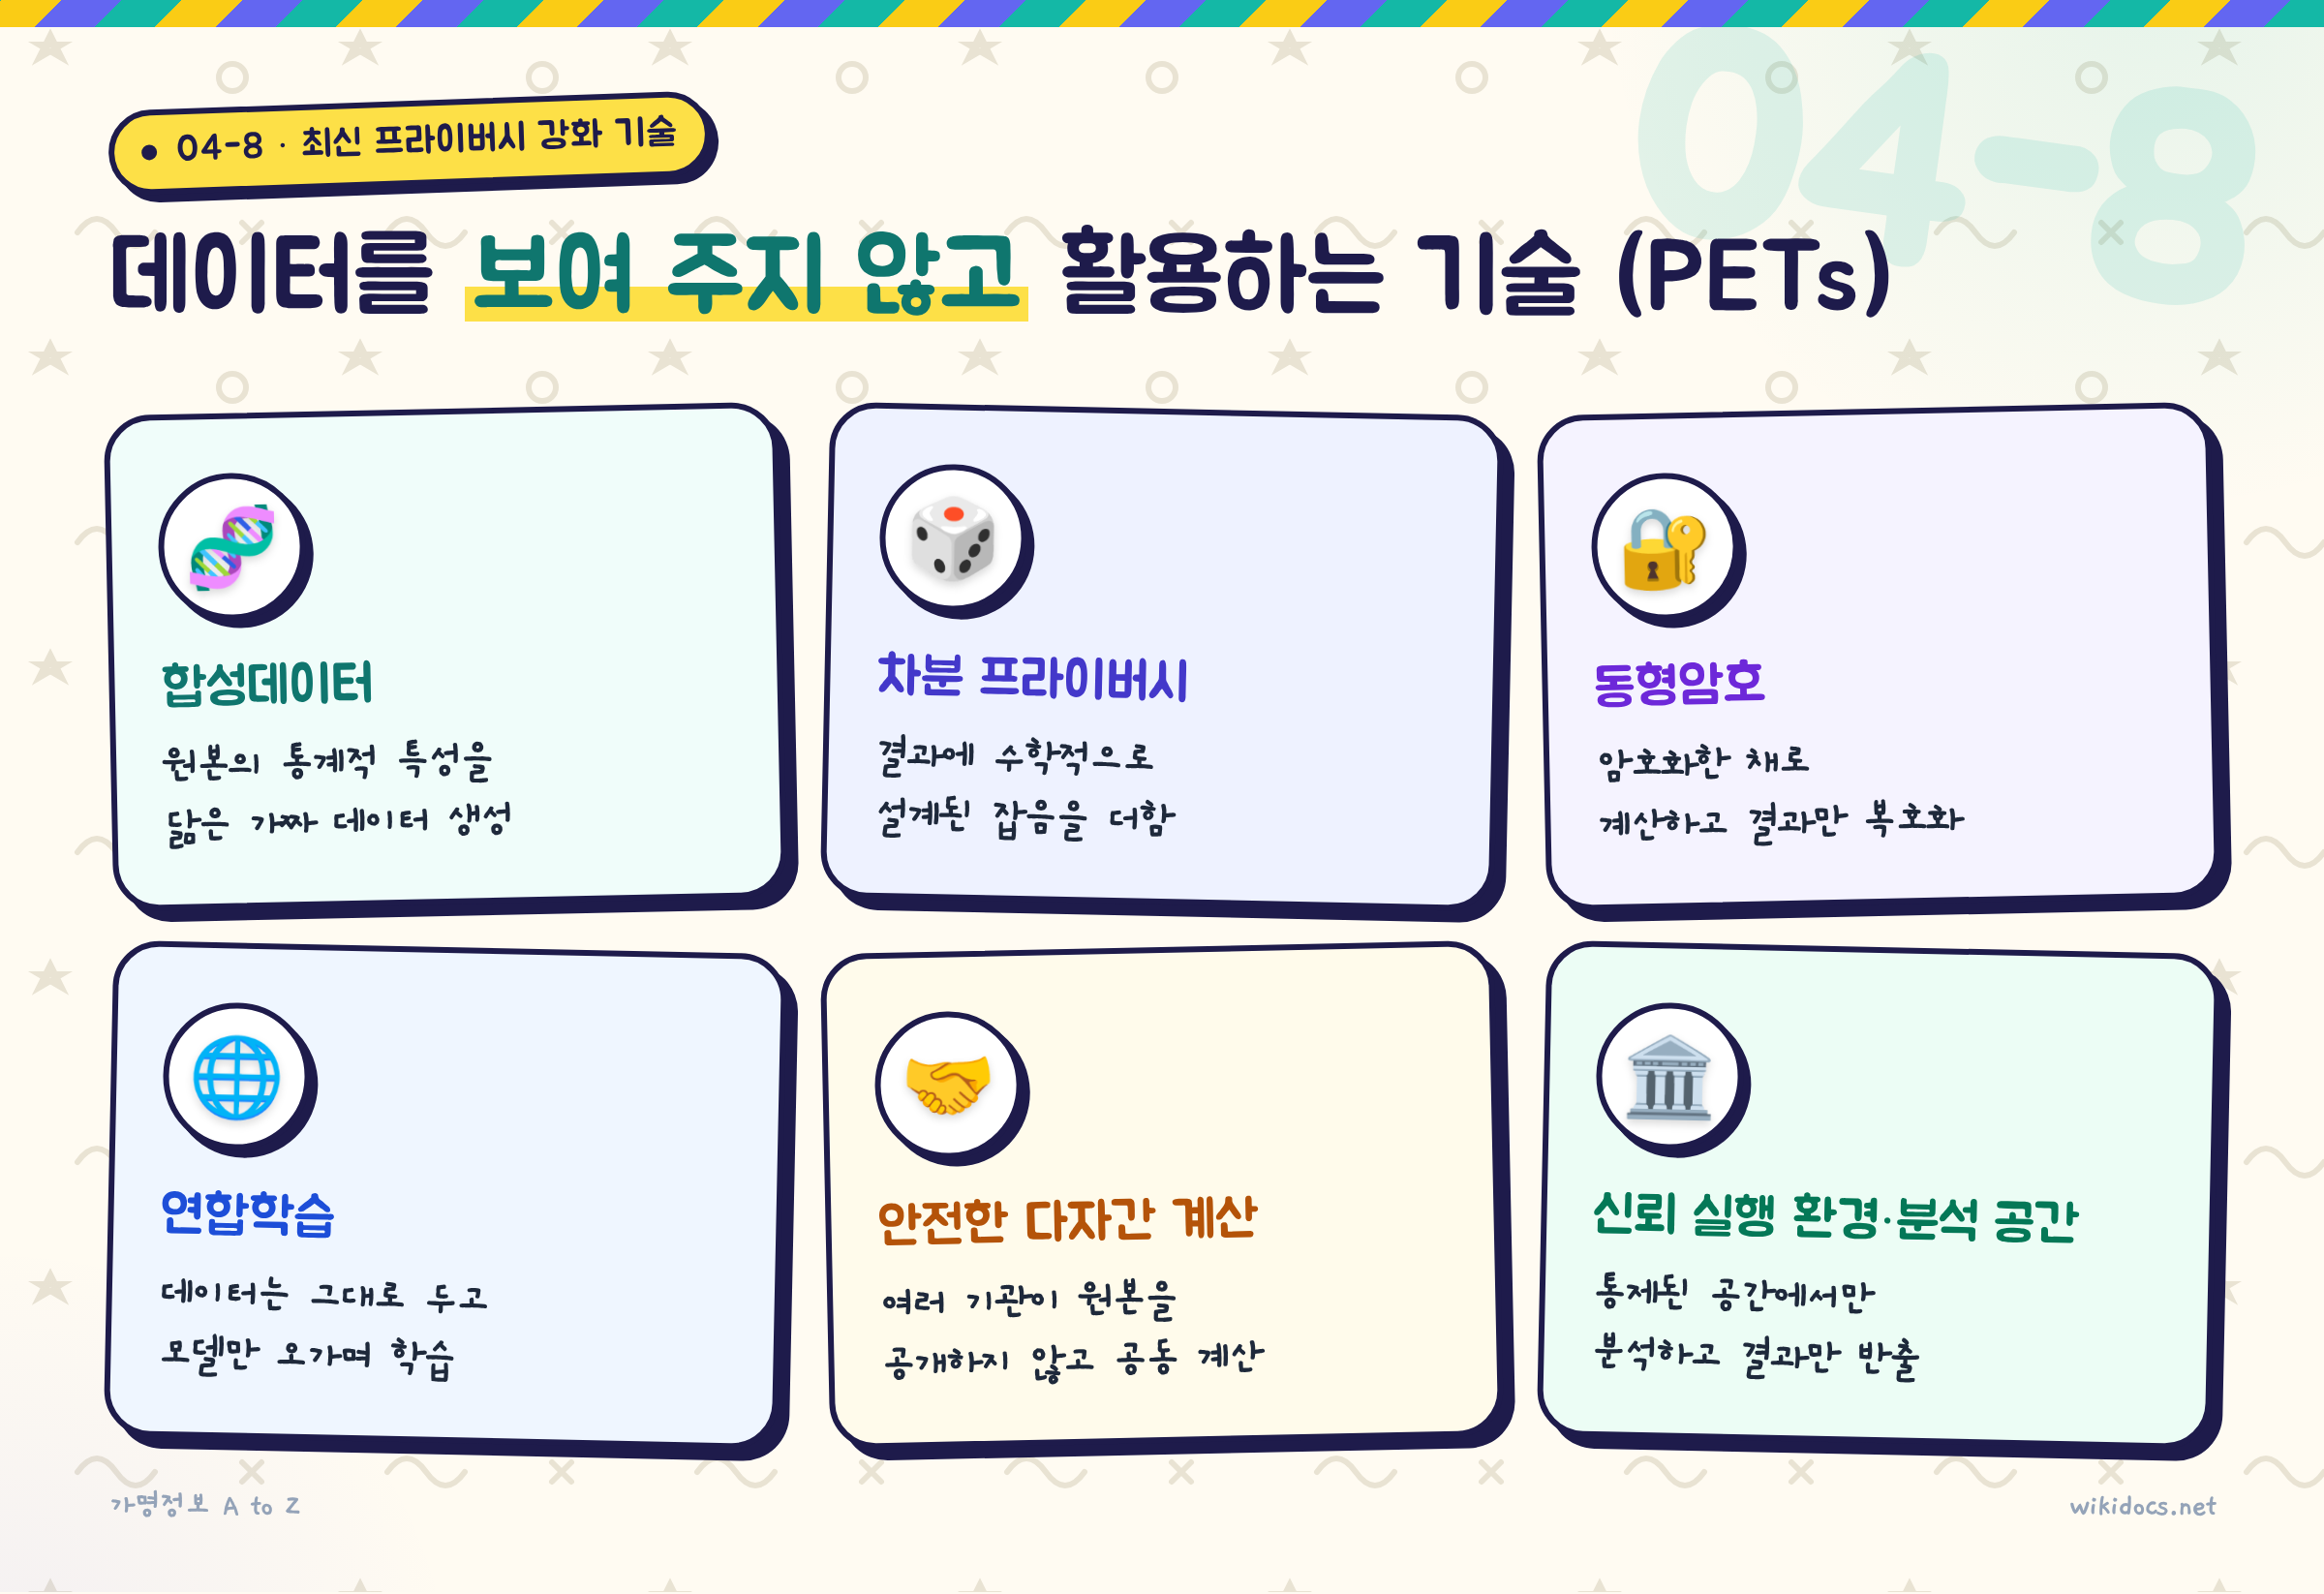 04-8
04-8 · 최신 프라이버시 강화 기술
데이터를 보여 주지 않고 활용하는 기술 (PETs)
합성데이터
원본의 통계적 특성을
닮은 가짜 데이터 생성
차분 프라이버시
결과에 수학적으로
설계된 잡음을 더함
동형암호
암호화한 채로
계산하고 결과만 복호화
연합학습
데이터는 그대로 두고
모델만 오가며 학습
안전한 다자간 계산
여러 기관이 원본을
공개하지 않고 공동 계산
신뢰 실행 환경·분석 공간
통제된 공간에서만
분석하고 결과만 반출
가명정보 A to Z
wikidocs.net